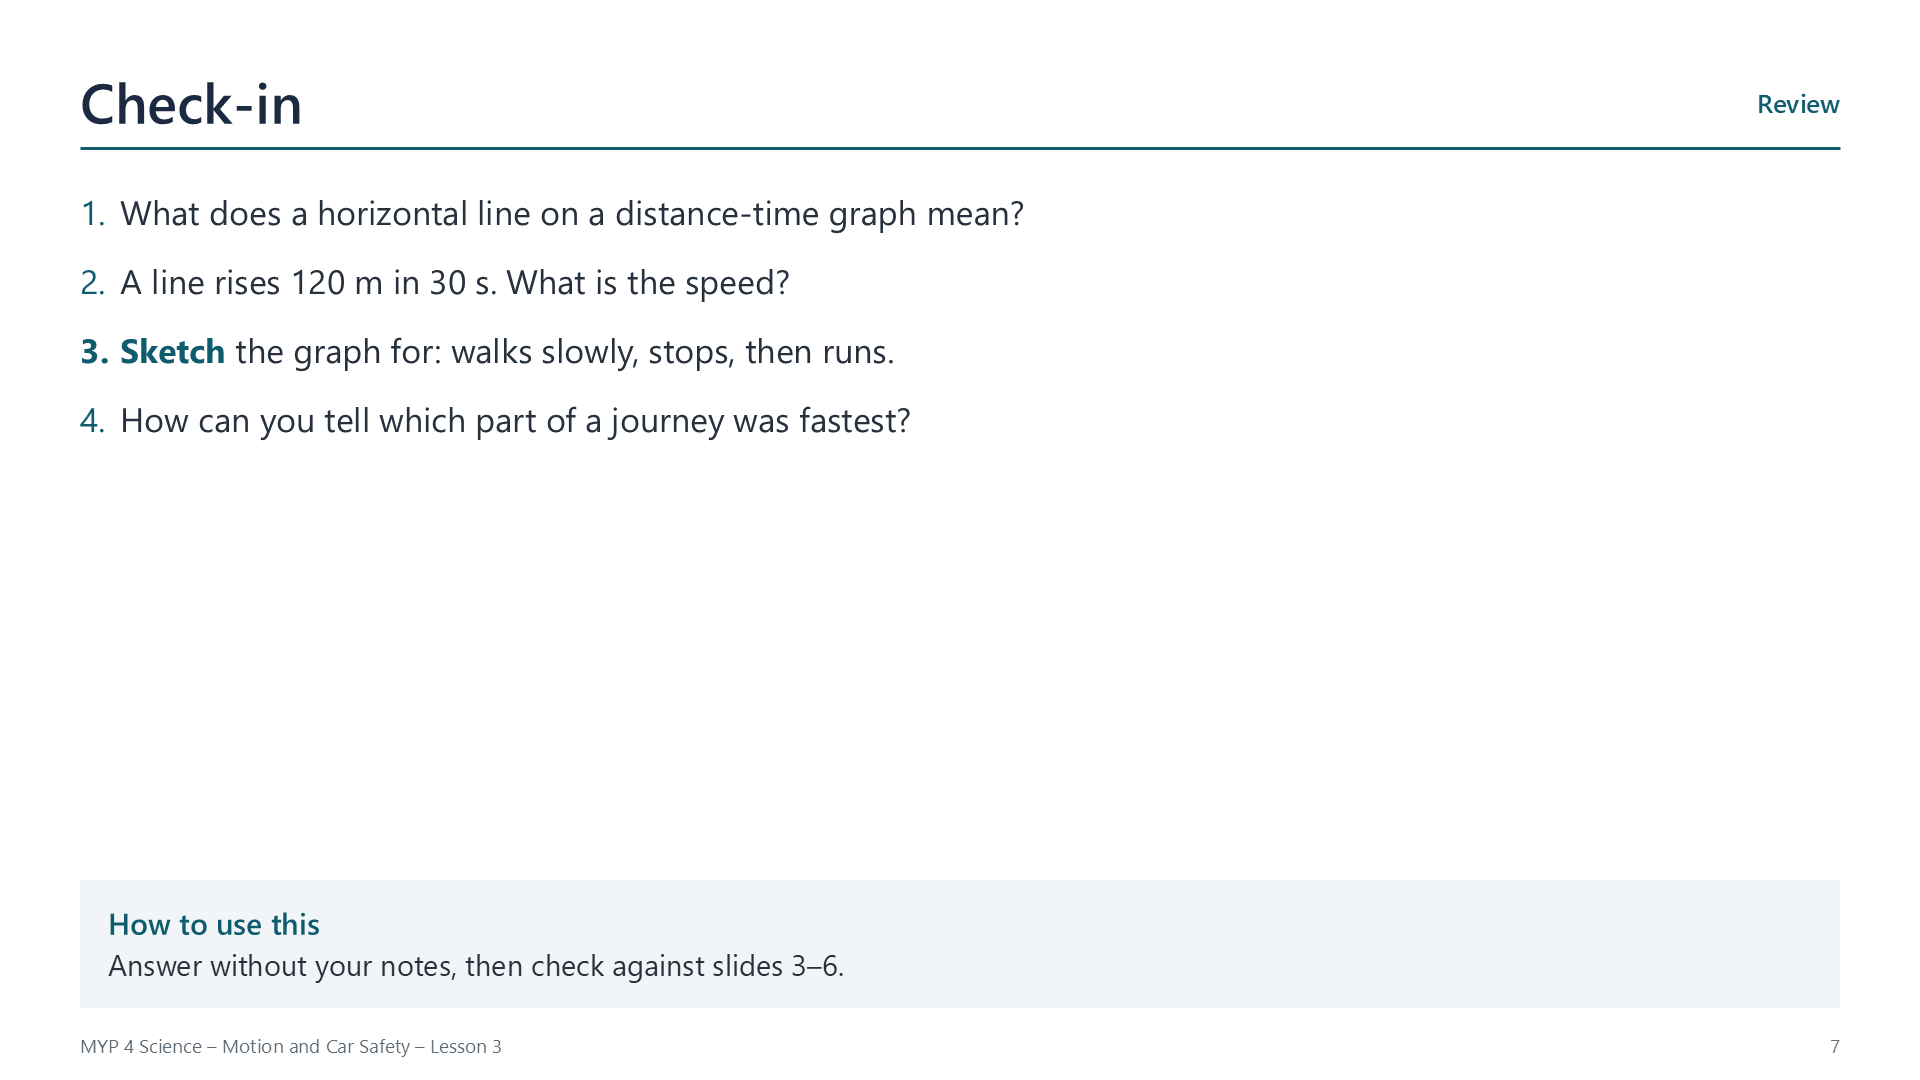 Check-in
Review
1. What does a horizontal line on a distance-time graph mean?
2. A line rises 120 m in 30 s. What is the speed?
3. Sketch the graph for: walks slowly, stops, then runs.
4. How can you tell which part of a journey was fastest?
How to use this
Answer without your notes, then check against slides 3–6.
MYP 4 Science – Motion and Car Safety – Lesson 3
7